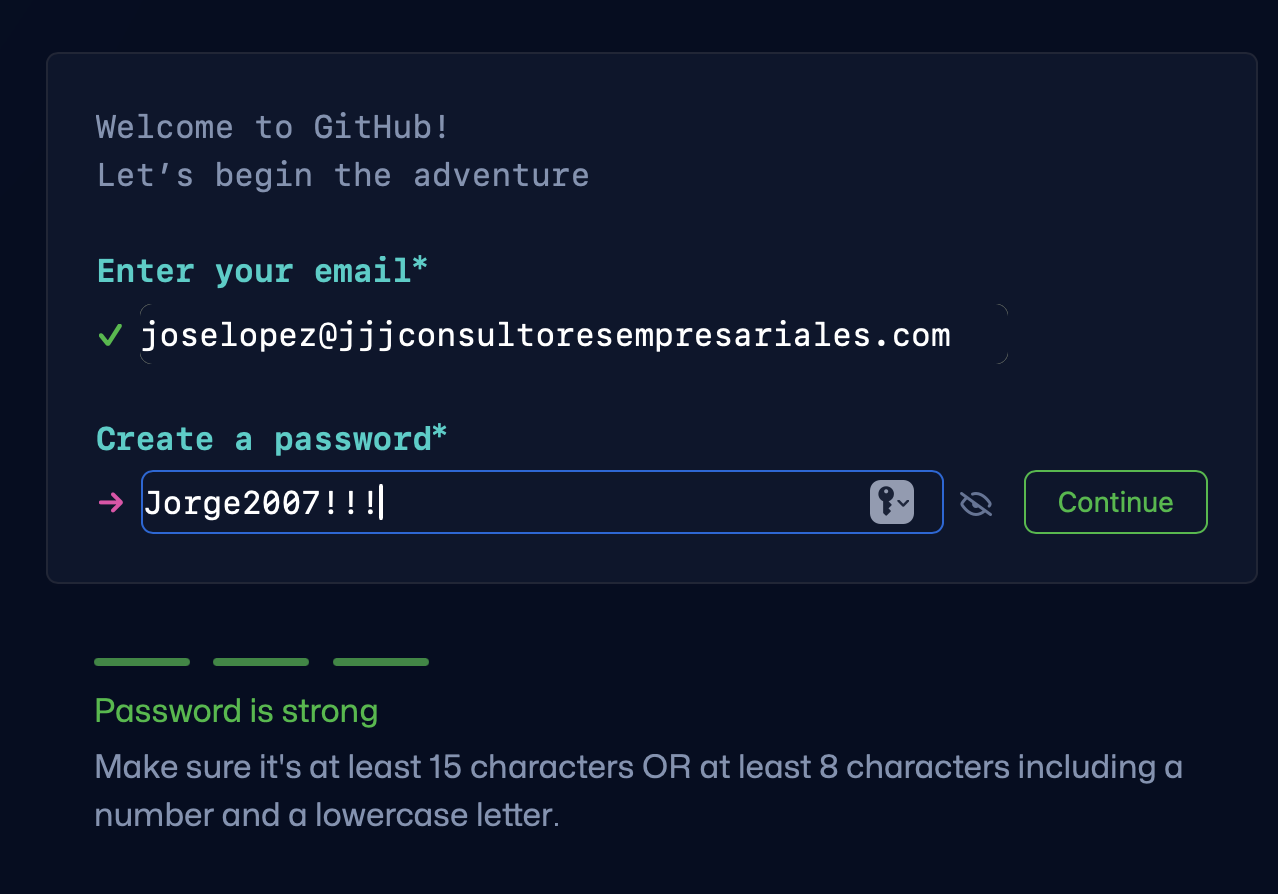 Welcome to GitHub!
Let’s begin the adventure
Enter your email*
joselopez@jjjconsultoresempresariales.com
Create a password*
Jorge2007!!!
Continue
Password is strong
Make sure it's at least 15 characters OR at least 8 characters including a
number and a lowercase letter.